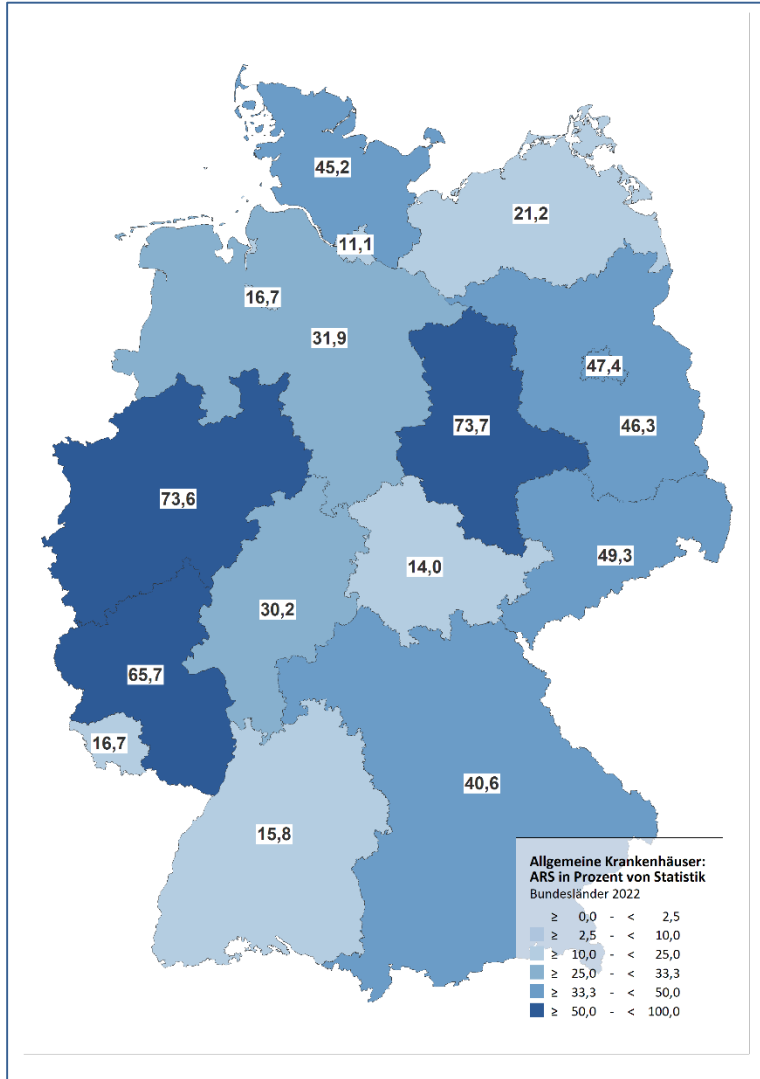 45,2
21,2
11,1
16,7
31,9
47,4
73,7
46,3
73,6
49,3
14,0
30,2
65,7
16,7
40,6
15,8
Allgemeine Krankenhäuser:
ARS in Prozent von Statistik
Bundesländer 2022
≥ 0,0 - < 2,5
≥ 2,5 - < 10,0
≥ 10,0 - < 25,0
≥ 25,0 - < 33,3
≥ 33,3 - < 50,0
≥ 50,0 - < 100,0